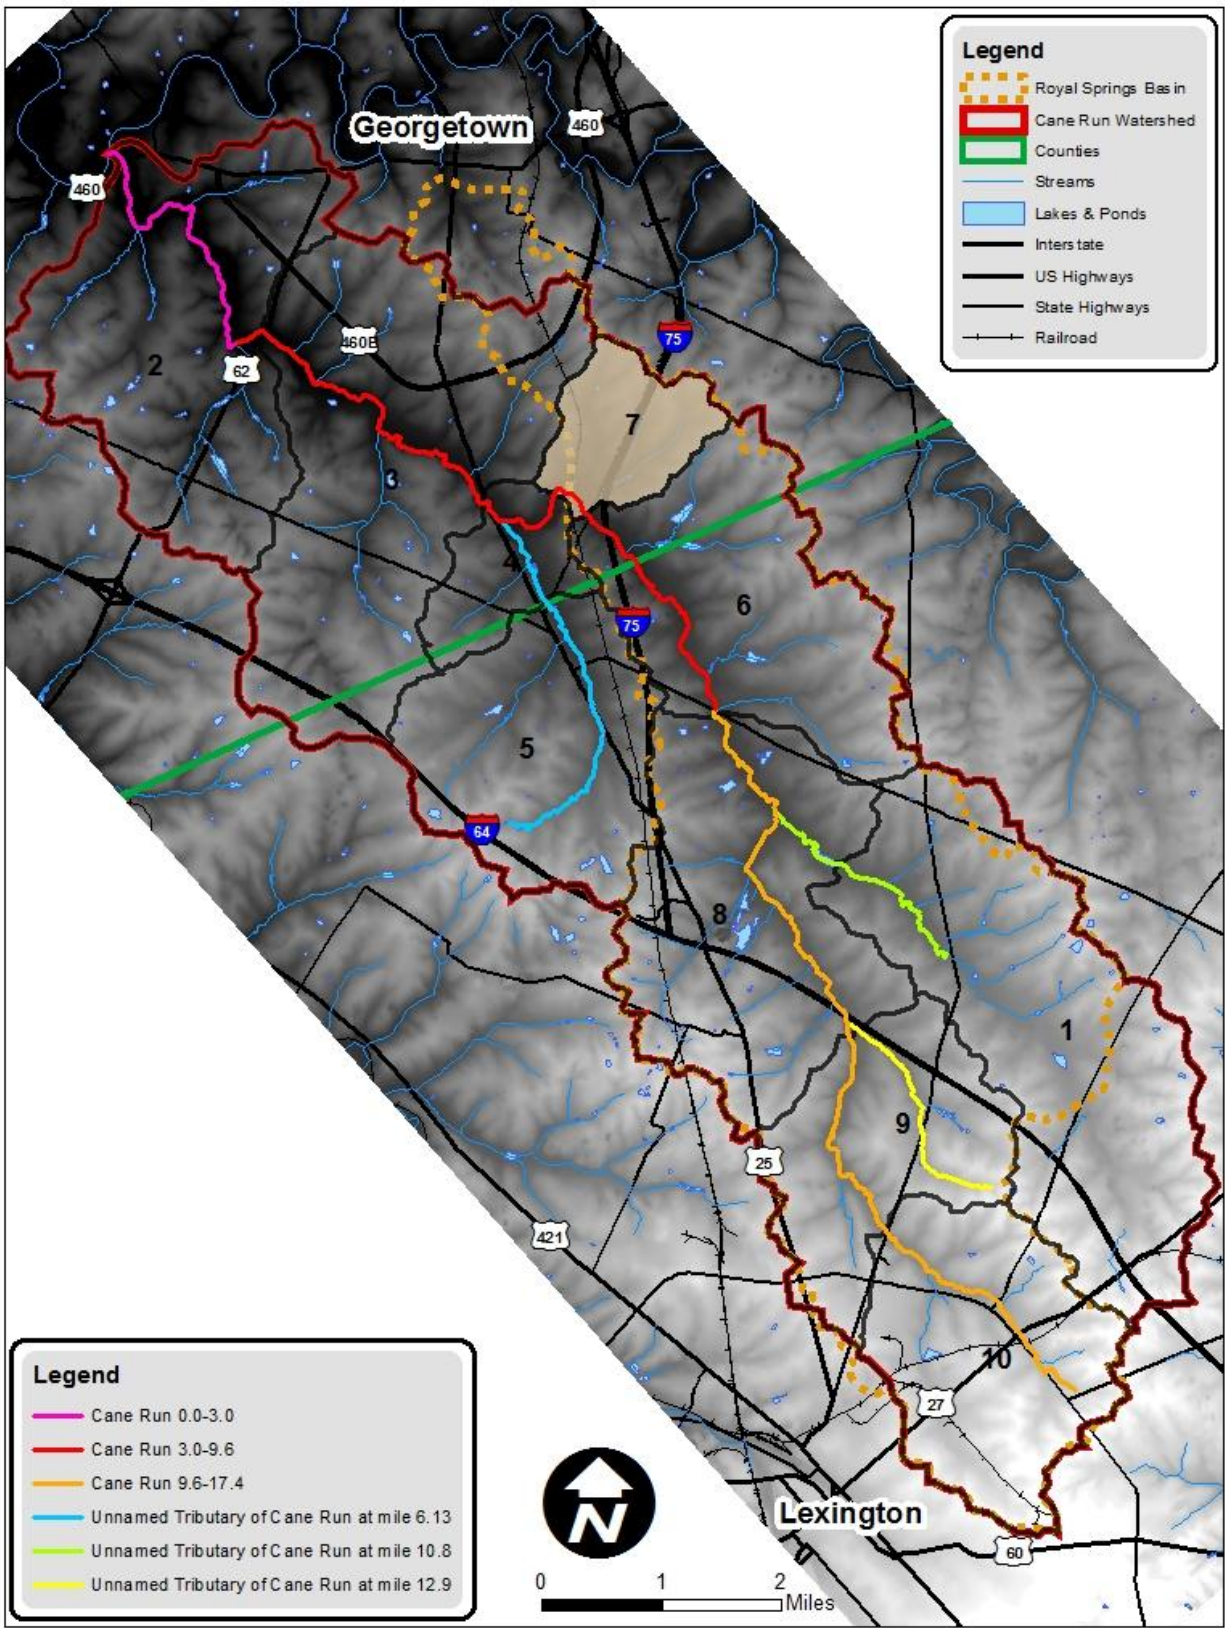 Legend
Royal Springs Basin
Cane Run Watershed
Counties
Streams
Lakes & Ponds
Interstate
US Highways
State Highways
Railroad
Georgetown
460
460
75
460B
2
62
7
3
4
6
75
5
64
8
1
9
25
421
10
27
Lexington
60
Legend
Cane Run 0.0-3.0
Cane Run 3.0-9.6
Cane Run 9.6-17.4
Unnamed Tributary of Cane Run at mile 6.13
Unnamed Tributary of Cane Run at mile 10.8
Unnamed Tributary of Cane Run at mile 12.9
N
0 1 2
Miles